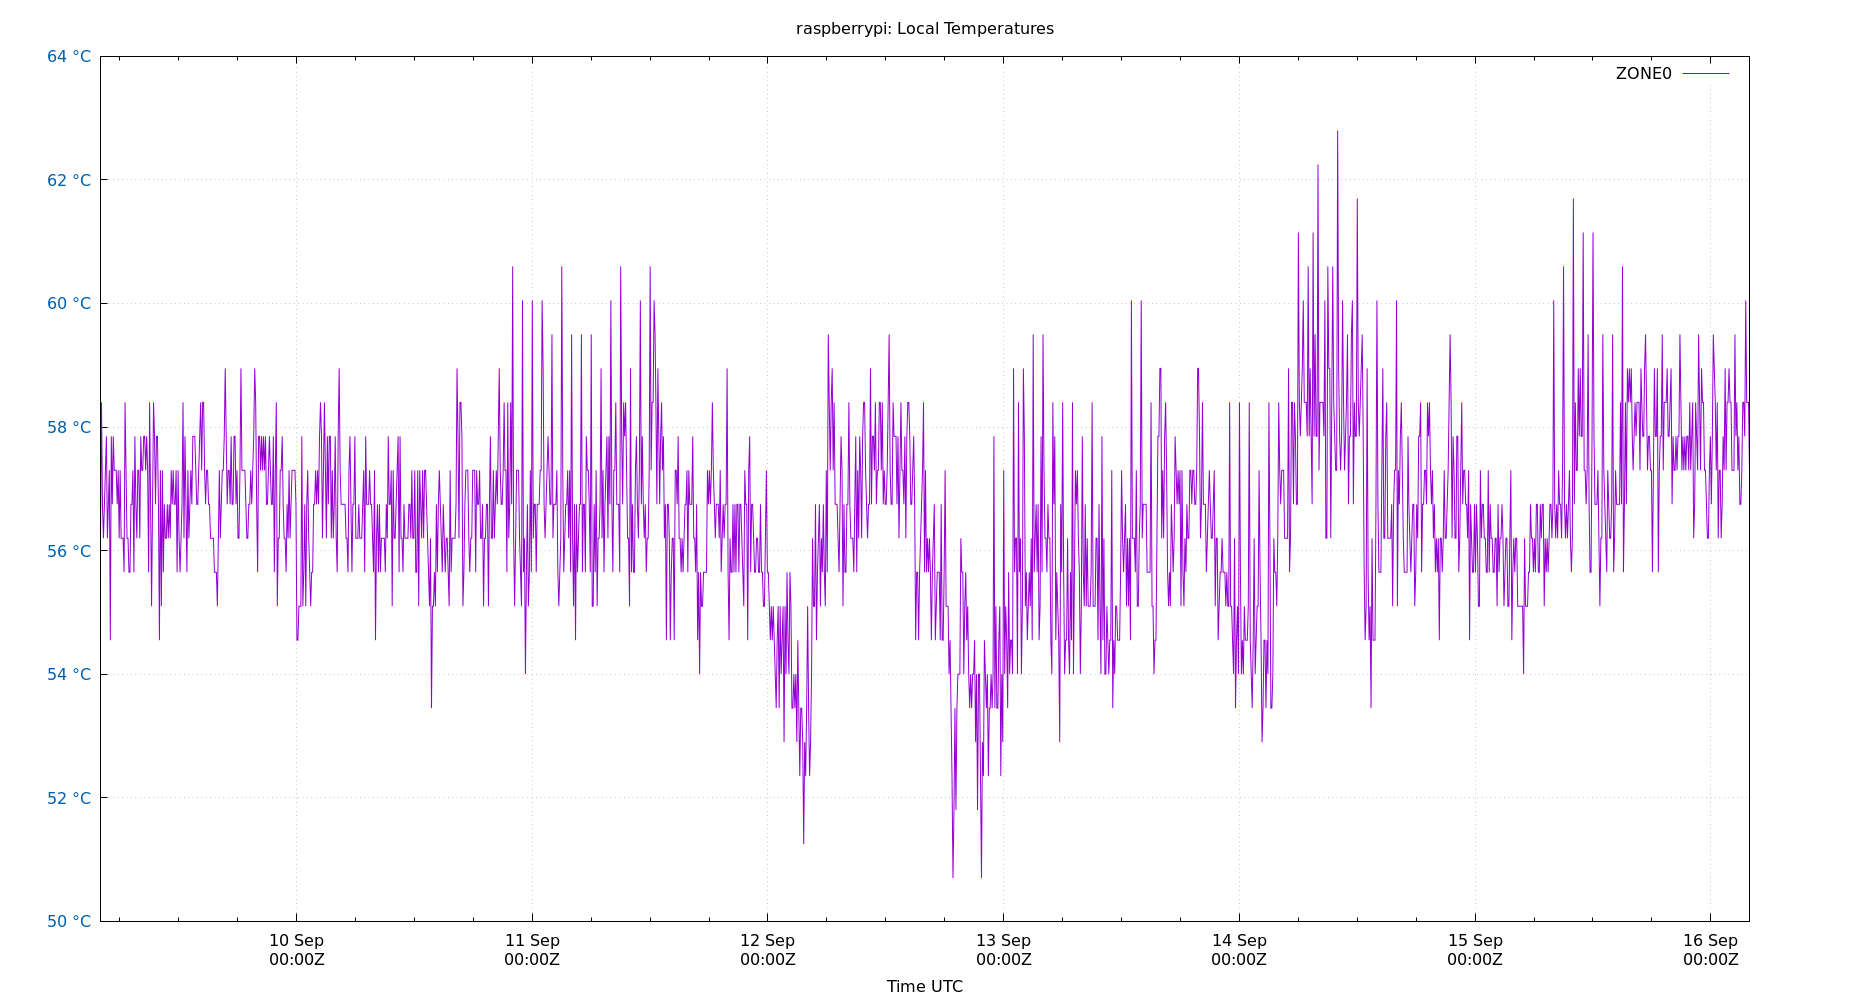 raspberrypi: Local Temperatures
64 °C
ZONE0
62 °C
60 °C
58 °C
56 °C
54 °C
52 °C
50 °C
10 Sep 11 Sep 12 Sep 13 Sep 14 Sep 15 Sep 16 Sep
00:00Z 00:00Z 00:00Z 00:00Z 00:00Z 00:00Z 00:00Z
Time UTC